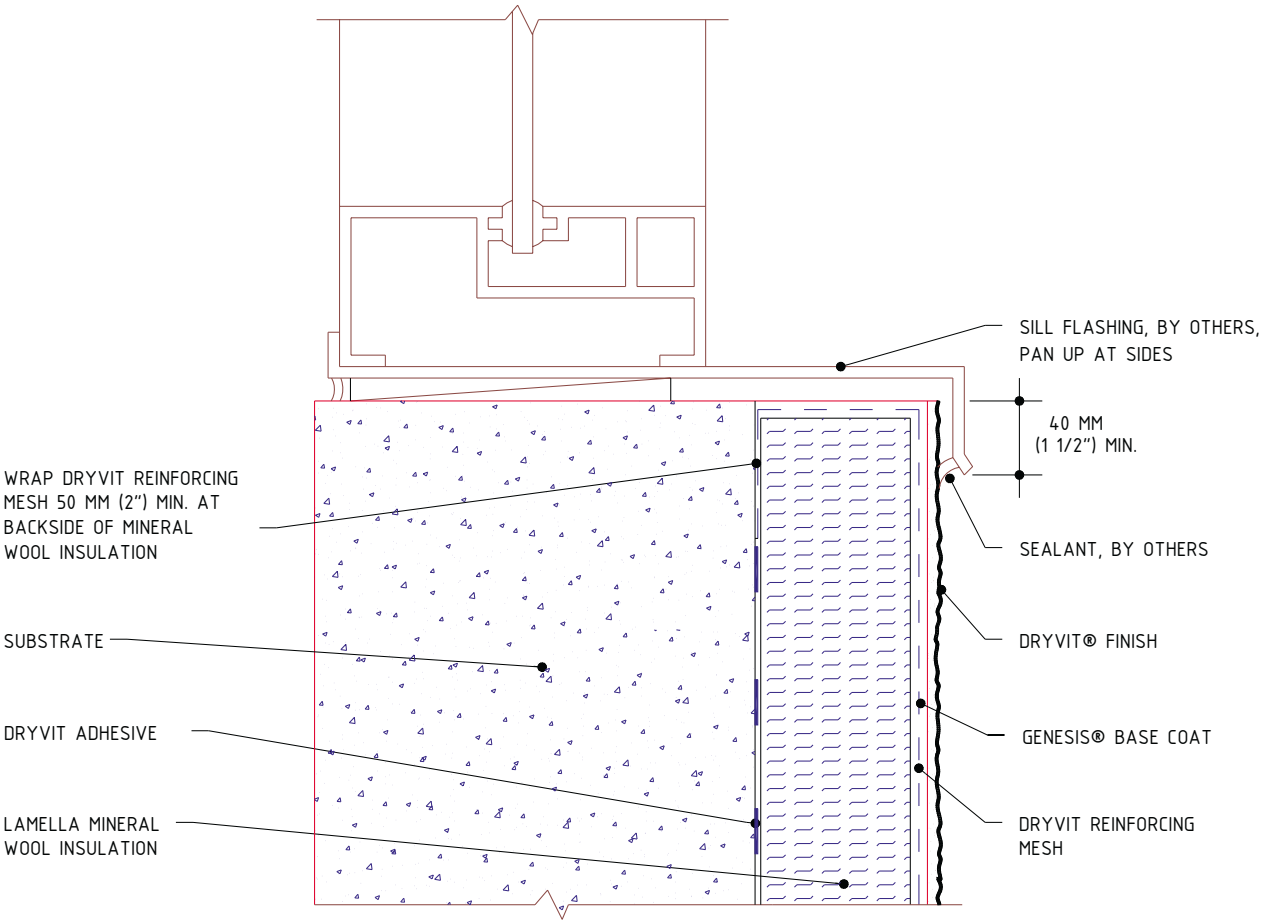 SILL FLASHING, BY OTHERS,
PAN UP AT SIDES
40 MM
(1 1/2") MIN.
WRAP DRYVIT REINFORCING
MESH 50 MM (2") MIN. AT
BACKSIDE OF MINERAL
WOOL INSULATION
SEALANT, BY OTHERS
SUBSTRATE
DRYVIT® FINISH
DRYVIT ADHESIVE
GENESIS® BASE COAT
LAMELLA MINERAL
WOOL INSULATION
DRYVIT REINFORCING
MESH